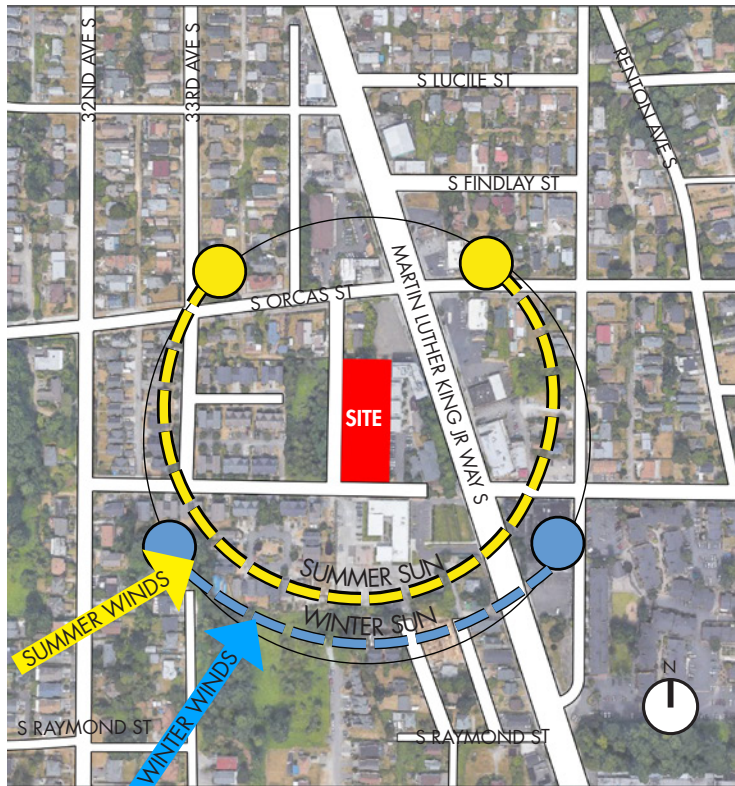 32ND AVE S
33RD AVE S
S LUCILE ST
RENTON AVE S
S FINDLAY ST
MARTIN LUTHER KING JR WAY S
S ORCAS ST
SITE
SUMMER SUN
WINTER SUN
SUMMER WINDS
WINTER WINDS
N
S RAYMOND ST
S RAYMOND ST